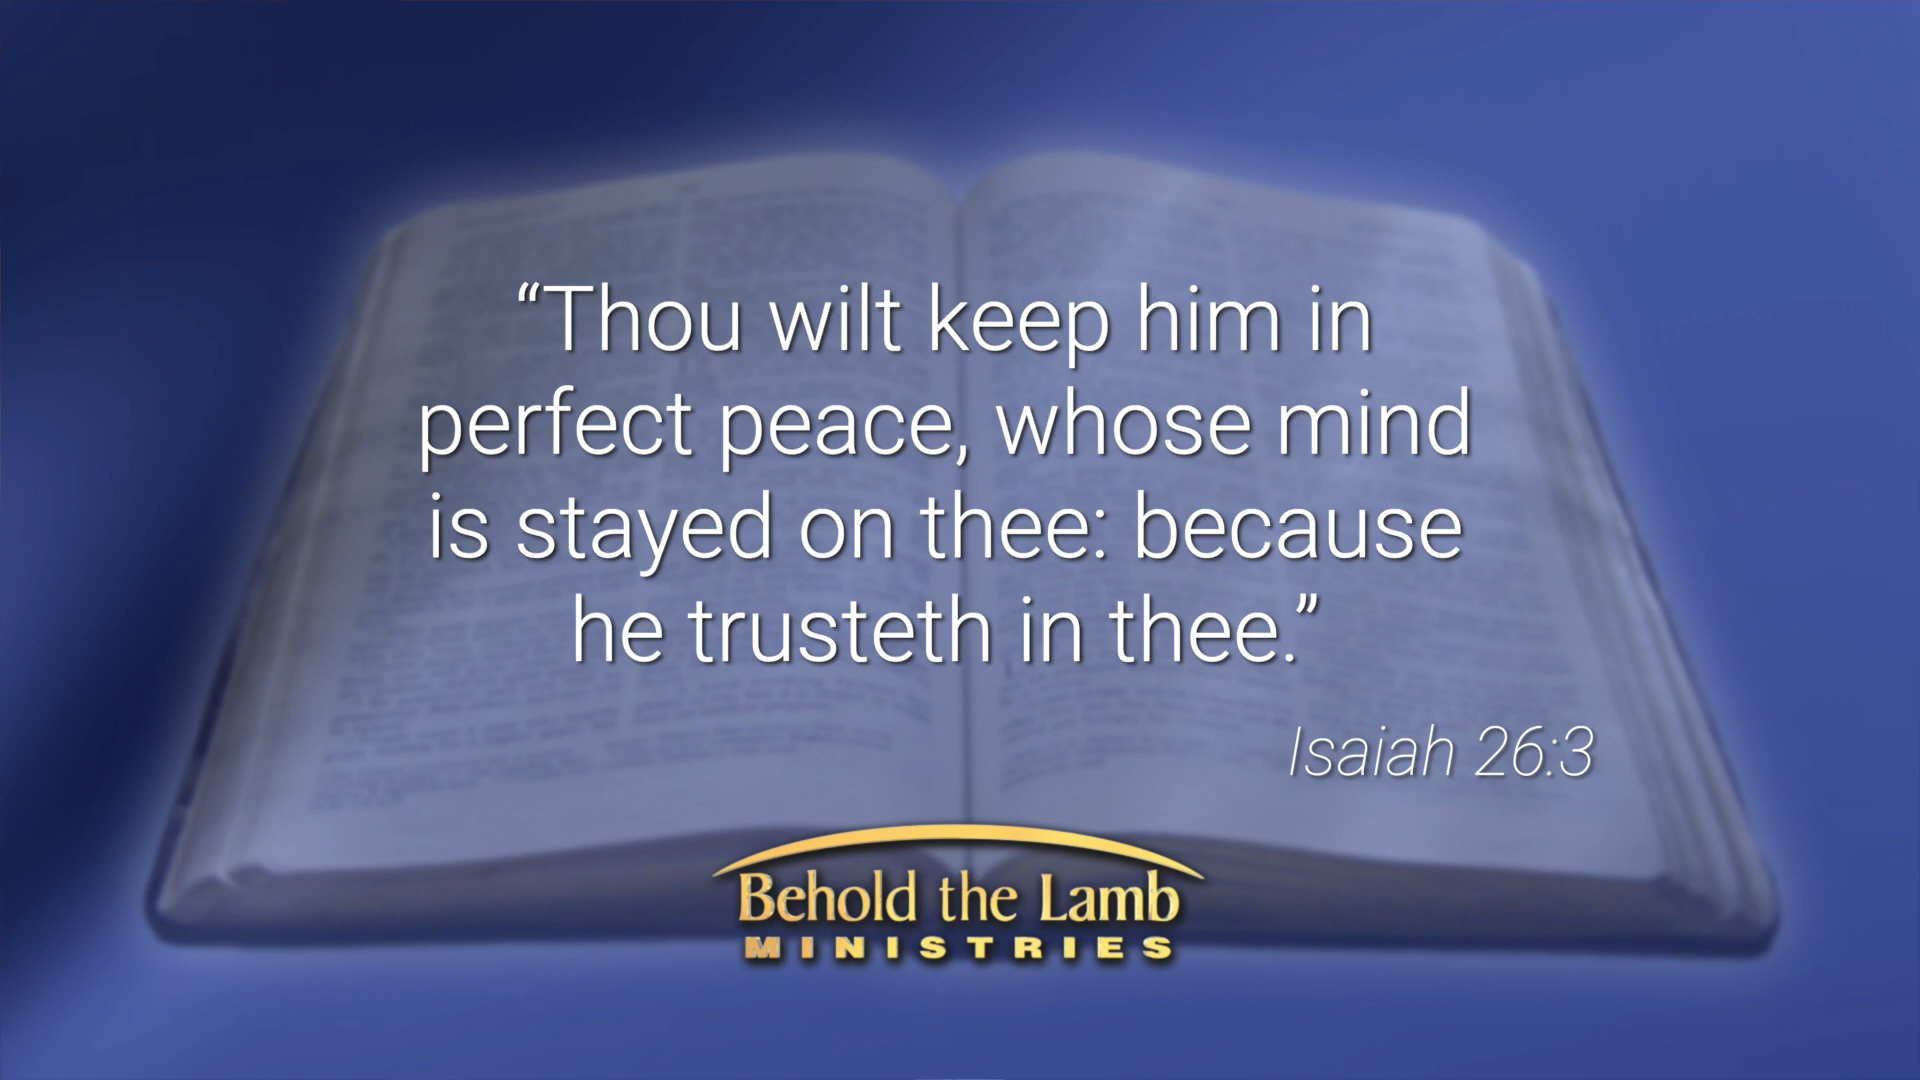 “Thou wilt keep him in
perfect peace, whose mind
is stayed on thee: because
he trusteth in thee.”
Isaiah 26:3
Behold the Lamb
MINISTRIES